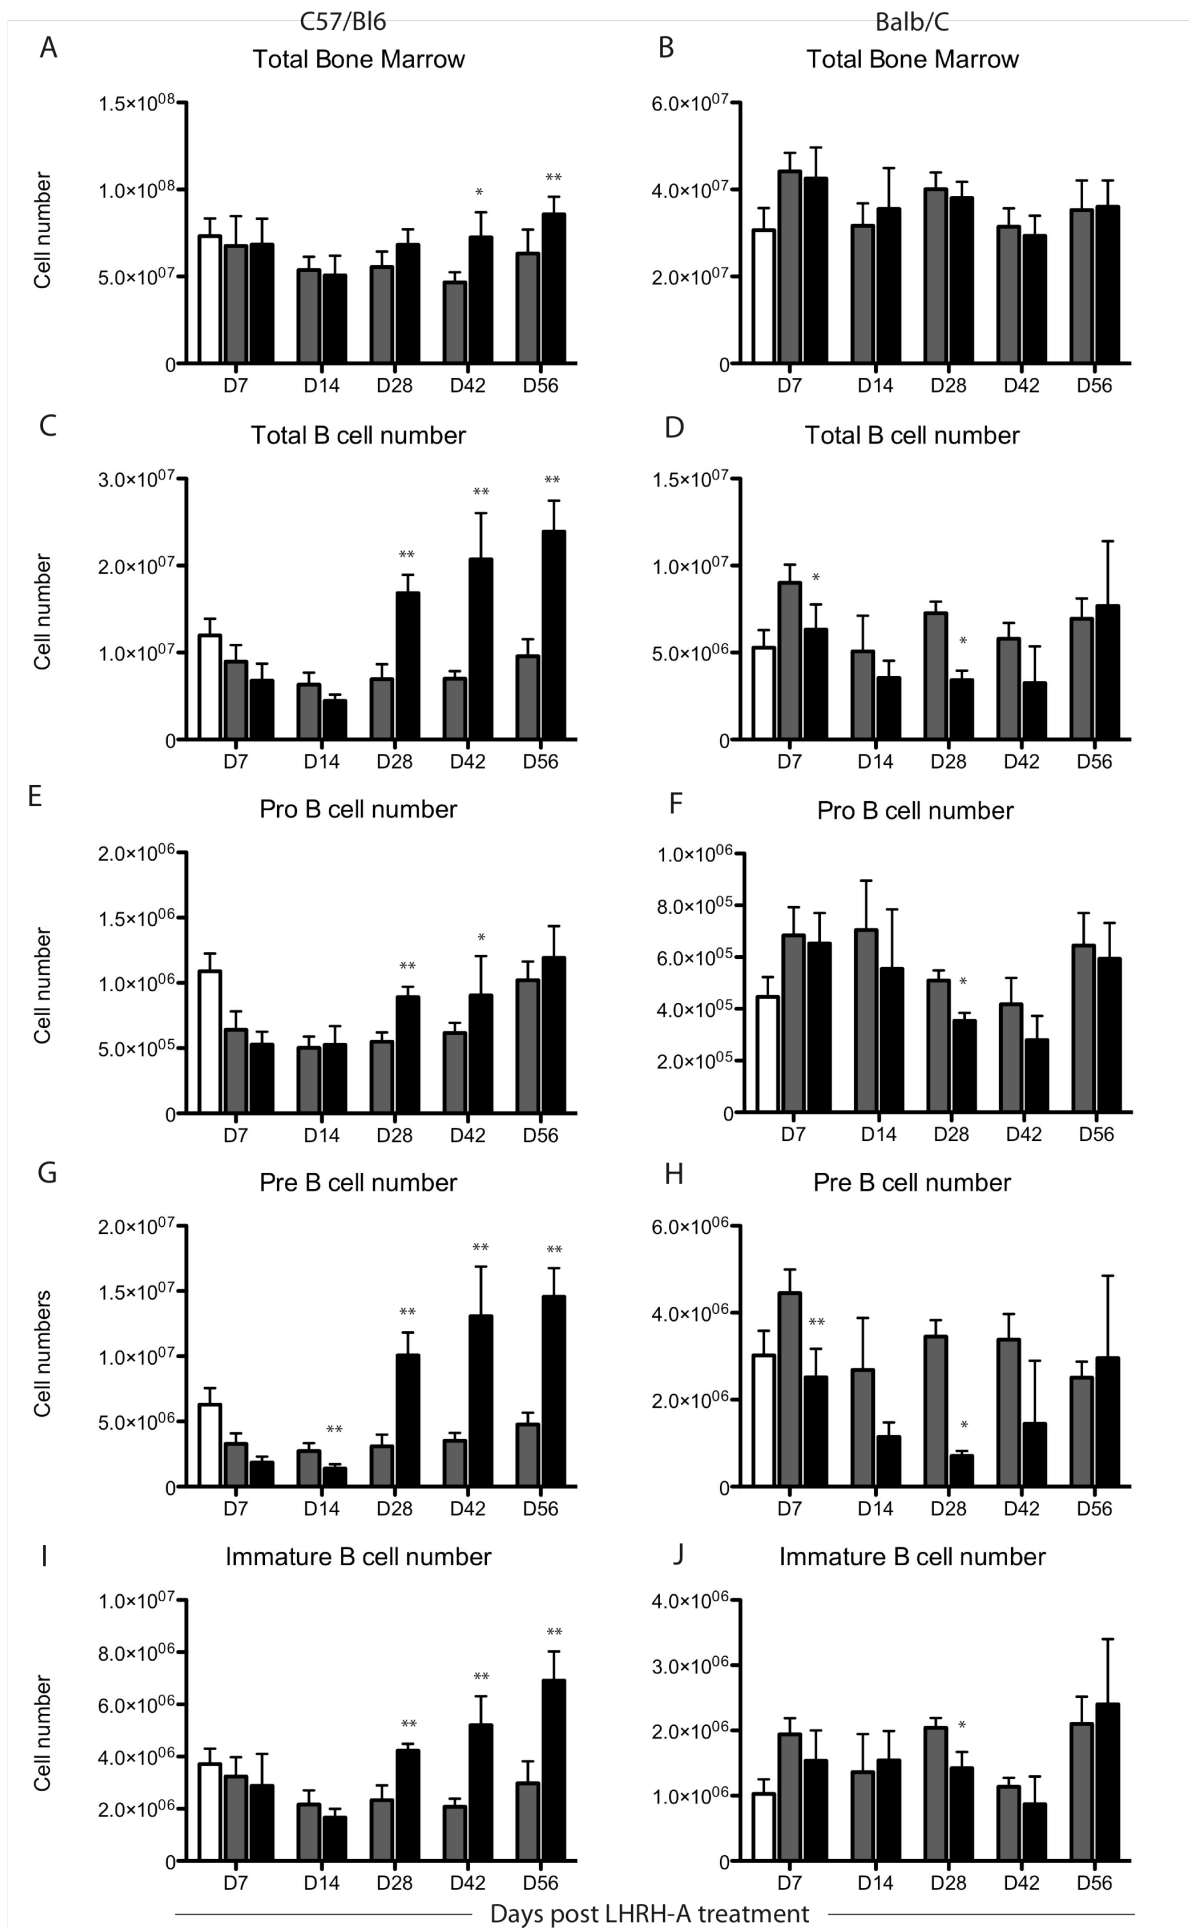 C57/Bl6 Balb/C
A B
Total Bone Marrow Total Bone Marrow
1.5×10^08 6.0×10^07
* **
1.0×10^08 4.0×10^07
Cell number
5.0×10^07 2.0×10^07
0 0
D7 D14 D28 D42 D56 D7 D14 D28 D42 D56
C D
Total B cell number Total B cell number
3.0×10^07 1.5×10^07
** ** ** * *
2.0×10^07 1.0×10^07
Cell number
1.0×10^07 5.0×10^06
0 0
D7 D14 D28 D42 D56 D7 D14 D28 D42 D56
E F
Pro B cell number Pro B cell number
2.0×10^06 1.0×10^06
1.5×10^06 8.0×10^05
** * *
1.0×10^06 6.0×10^05
Cell number
5.0×10^05 4.0×10^05
2.0×10^05
0 0
D7 D14 D28 D42 D56 D7 D14 D28 D42 D56
G H
Pre B cell number Pre B cell number
2.0×10^07 6.0×10^06
** ** ** ** ** *
1.5×10^07 4.0×10^06
Cell numbers
1.0×10^07
5.0×10^06 2.0×10^06
0 0
D7 D14 D28 D42 D56 D7 D14 D28 D42 D56
I J
Immature B cell number Immature B cell number
1.0×10^07 4.0×10^06
** ** ** *
8.0×10^06 3.0×10^06
6.0×10^06
Cell number
4.0×10^06 2.0×10^06
2.0×10^06 1.0×10^06
0 0
D7 D14 D28 D42 D56 D7 D14 D28 D42 D56
Days post LHRH-A treatment